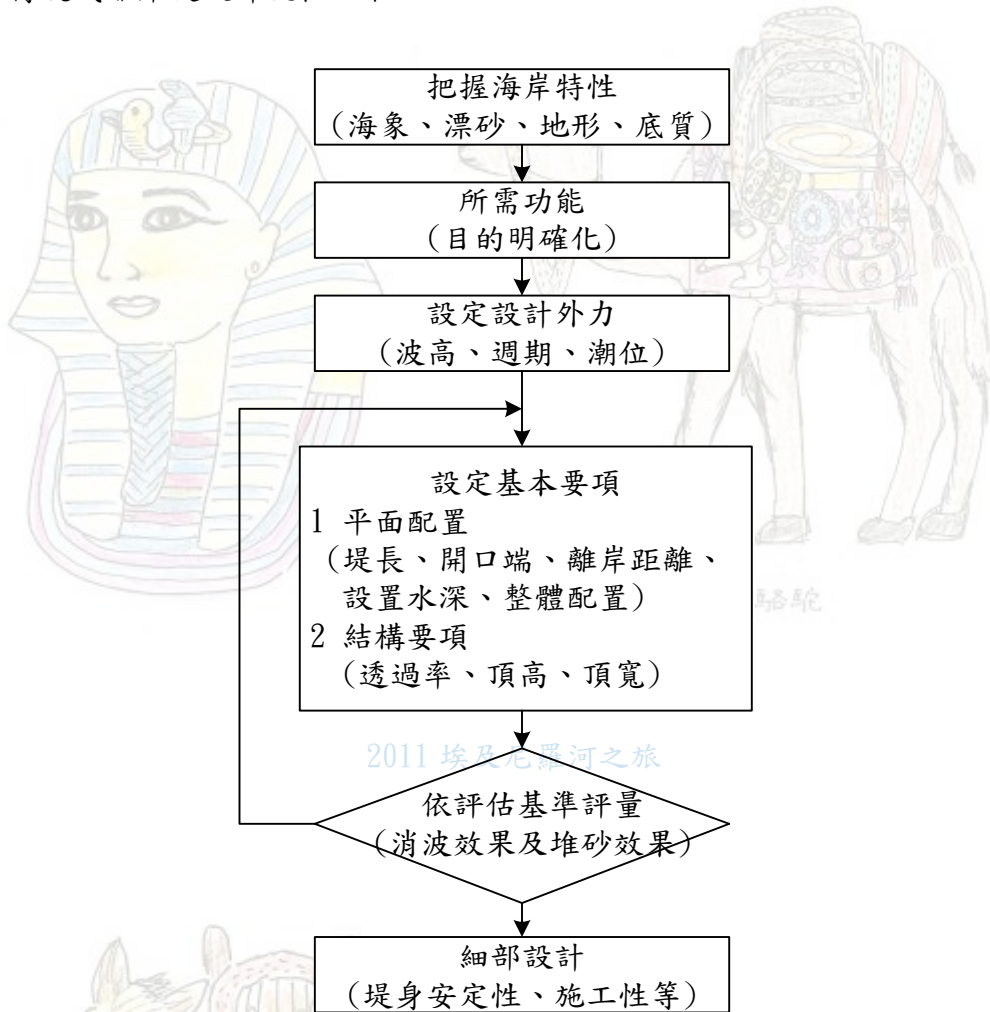 把握海岸特性
(海象、漂砂、地形、底質)
所需功能
(目的明確化)
設定設計外力
(波高、週期、潮位)
設定基本要項
1 平面配置
(堤長、開口端、離岸距離、
設置水深、整體配置)
2 結構要項
(透過率、頂高、頂寬)
駱駝
2011 埃及尼羅河之旅
依評估基準評量
(消波效果及堆砂效果)
細部設計
(堤身安定性、施工性等)